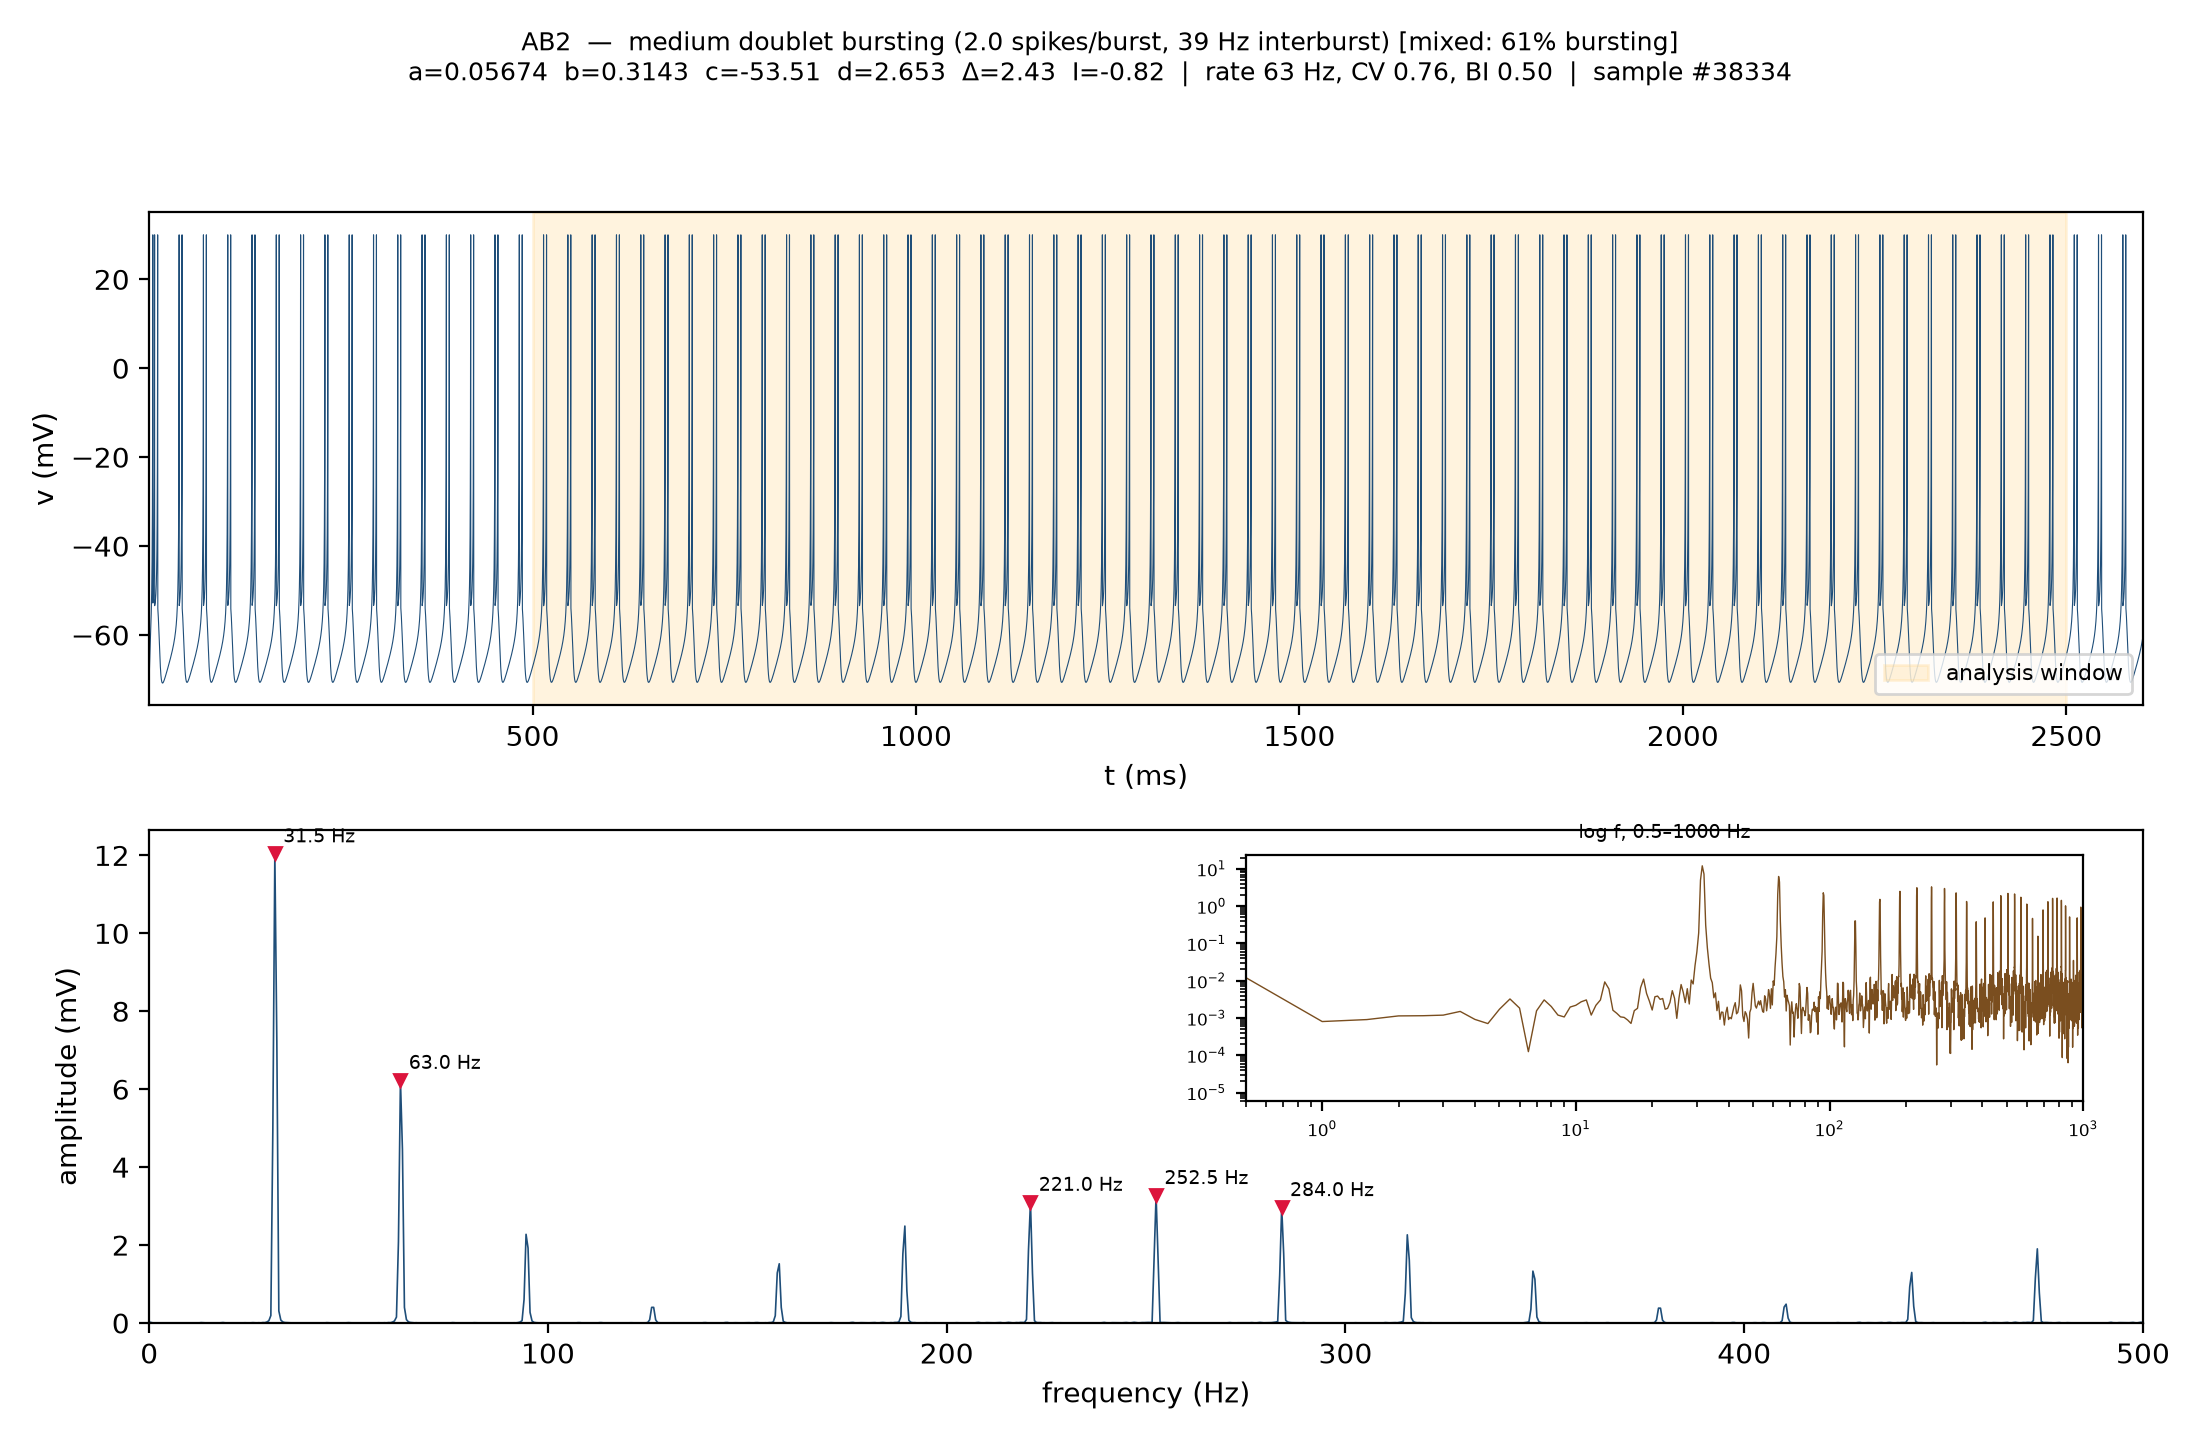 AB2 — medium doublet bursting (2.0 spikes/burst, 39 Hz interburst) [mixed: 61% bursting]
a=0.05674 b=0.3143 c=-53.51 d=2.653 Δ=2.43 I=-0.82 | rate 63 Hz, CV 0.76, BI 0.50 | sample #38334
20
0
−20
−40
−60
v (mV)
analysis window
500
1000
1500
2000
2500
t (ms)
31.5 Hz
63.0 Hz
221.0 Hz
252.5 Hz
284.0 Hz
log f, 0.5–1000 Hz
10¹
10⁰
10⁻¹
10⁻²
10⁻³
10⁻⁴
10⁻⁵
10⁰
10¹
10²
10³
12
10
8
6
4
2
0
amplitude (mV)
0
100
200
300
400
500
frequency (Hz)